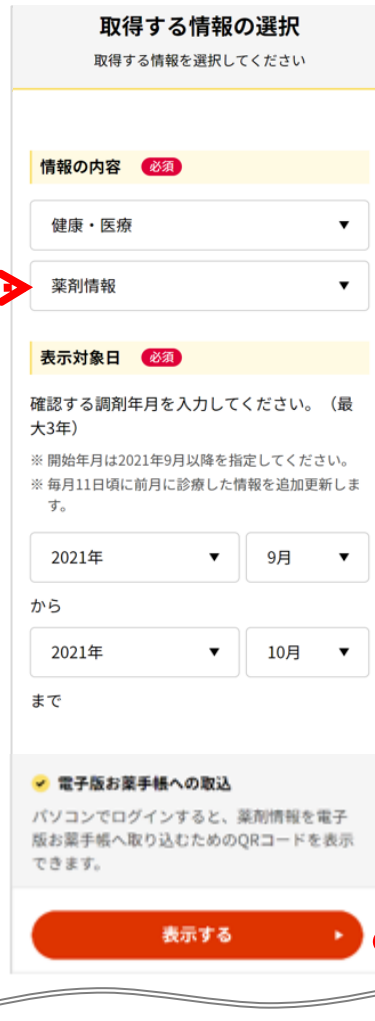 取得する情報の選択
取得する情報を選択してください
情報の内容 必須
健康・医療 ▼
薬剤情報 ▼
表示対象日 必須
確認する調剤年月を入力してください。（最
大3年）
※ 開始年月は2021年9月以降を指定してください。
※ 毎月11日頃に前月に診療した情報を追加更新しま
す。
2021年 ▼ 9月 ▼
から
2021年 ▼ 10月 ▼
まで
電子版お薬手帳への取込
パソコンでログインすると、薬剤情報を電子
版お薬手帳へ取り込むためのQRコードを表示
できます。
表示する